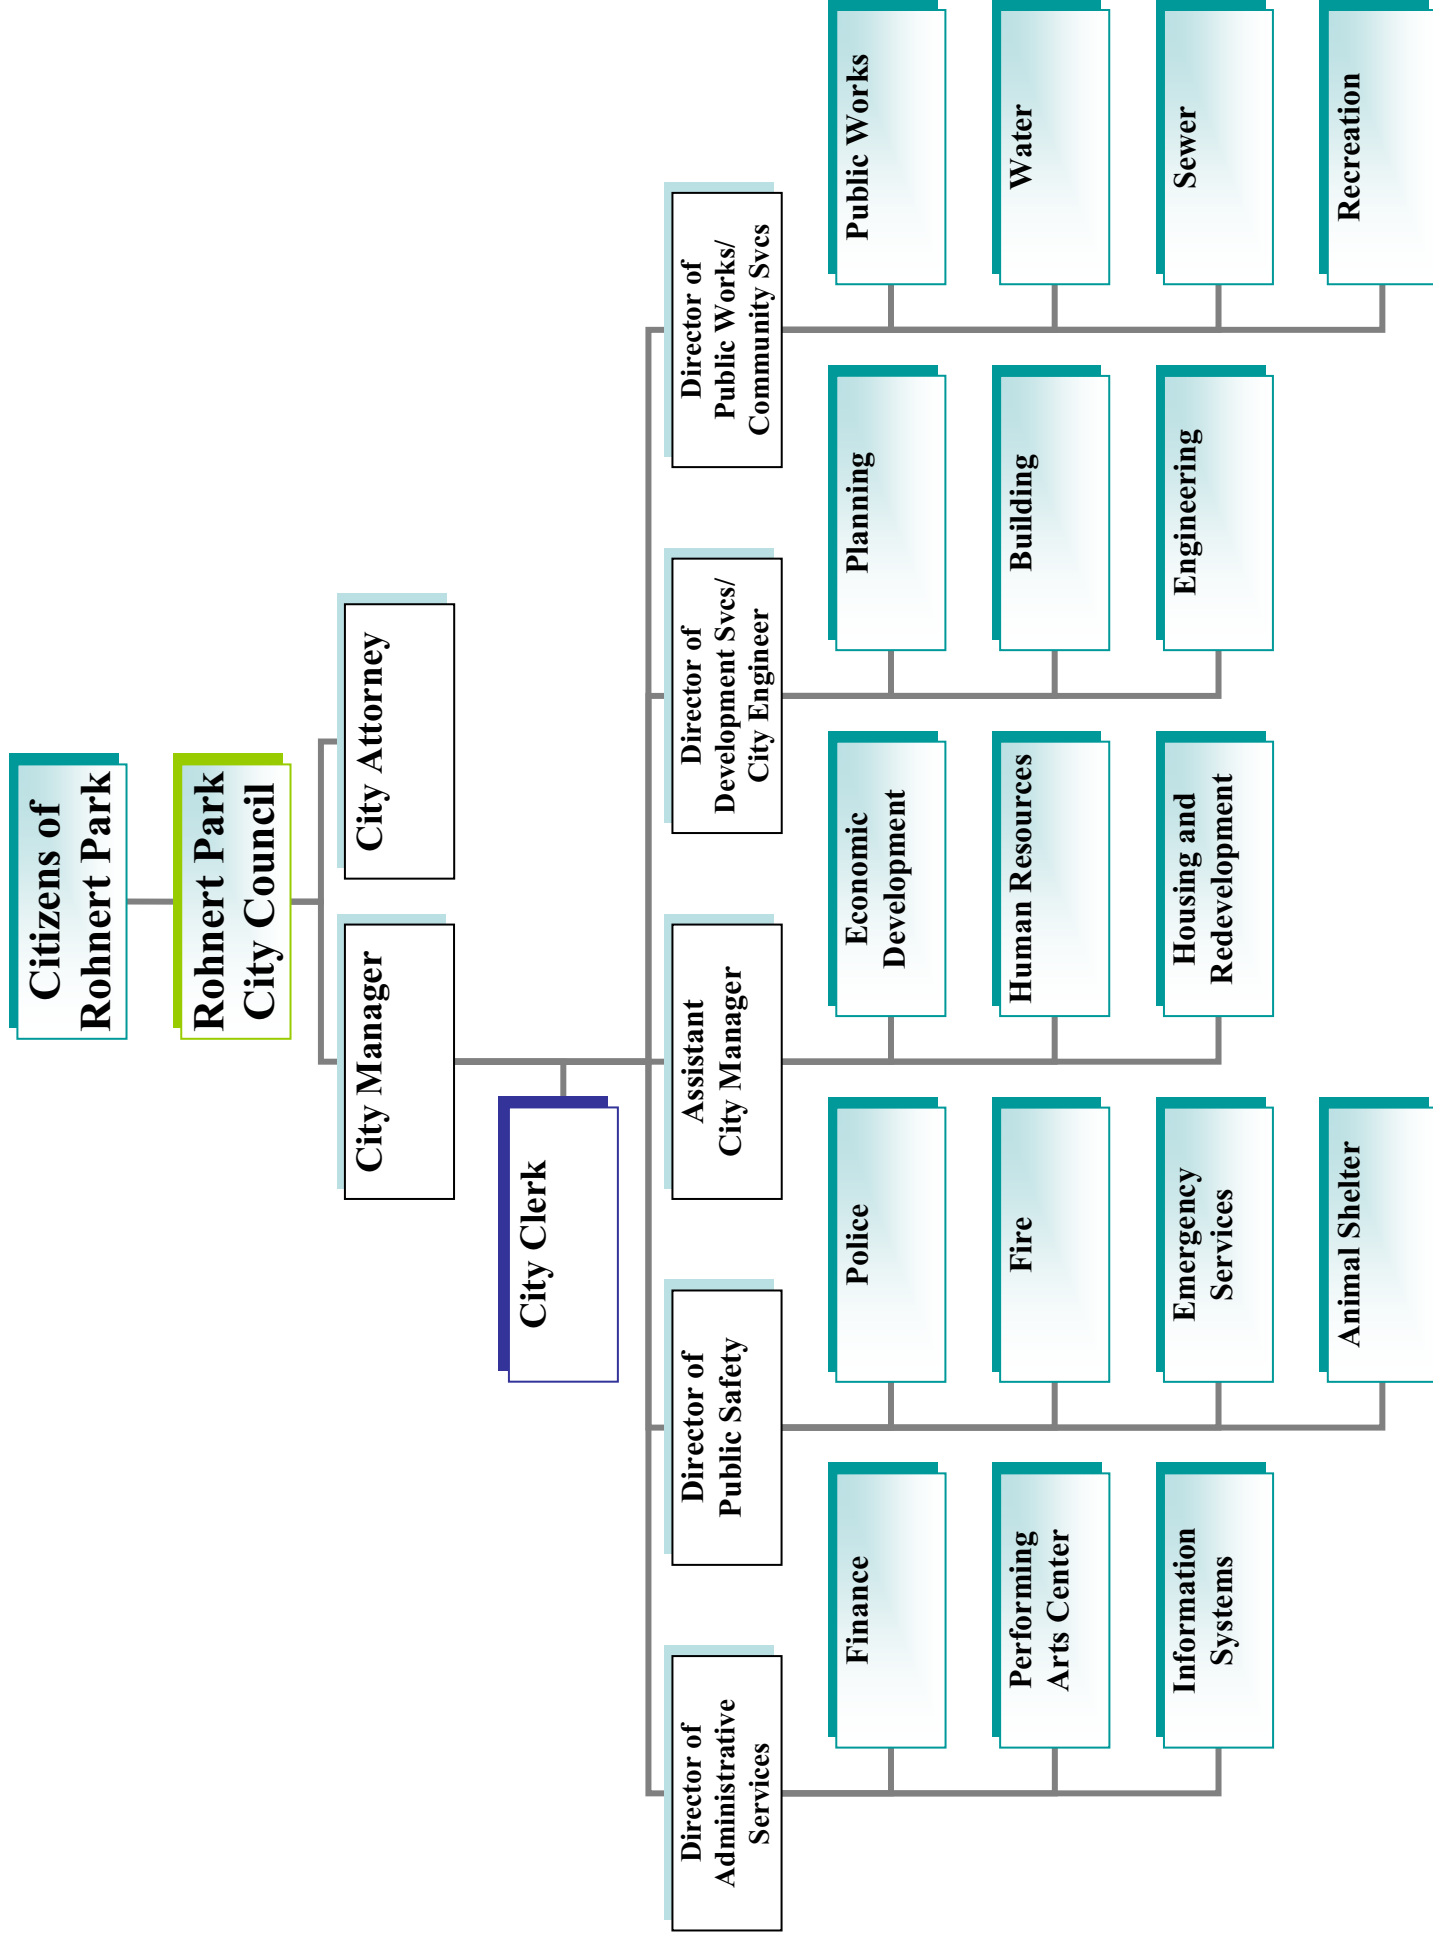 Citizens of
Rohnert Park
Rohnert Park
City Council
City Manager
City Attorney
City Clerk
Director of
Administrative
Services
Director of
Public Safety
Assistant
City Manager
Director of
Development Svcs/
City Engineer
Director of
Public Works/
Community Svcs
Finance
Police
Economic
Development
Planning
Public Works
Performing
Arts Center
Fire
Human Resources
Building
Water
Information
Systems
Emergency
Services
Housing and
Redevelopment
Engineering
Sewer
Animal Shelter
Recreation